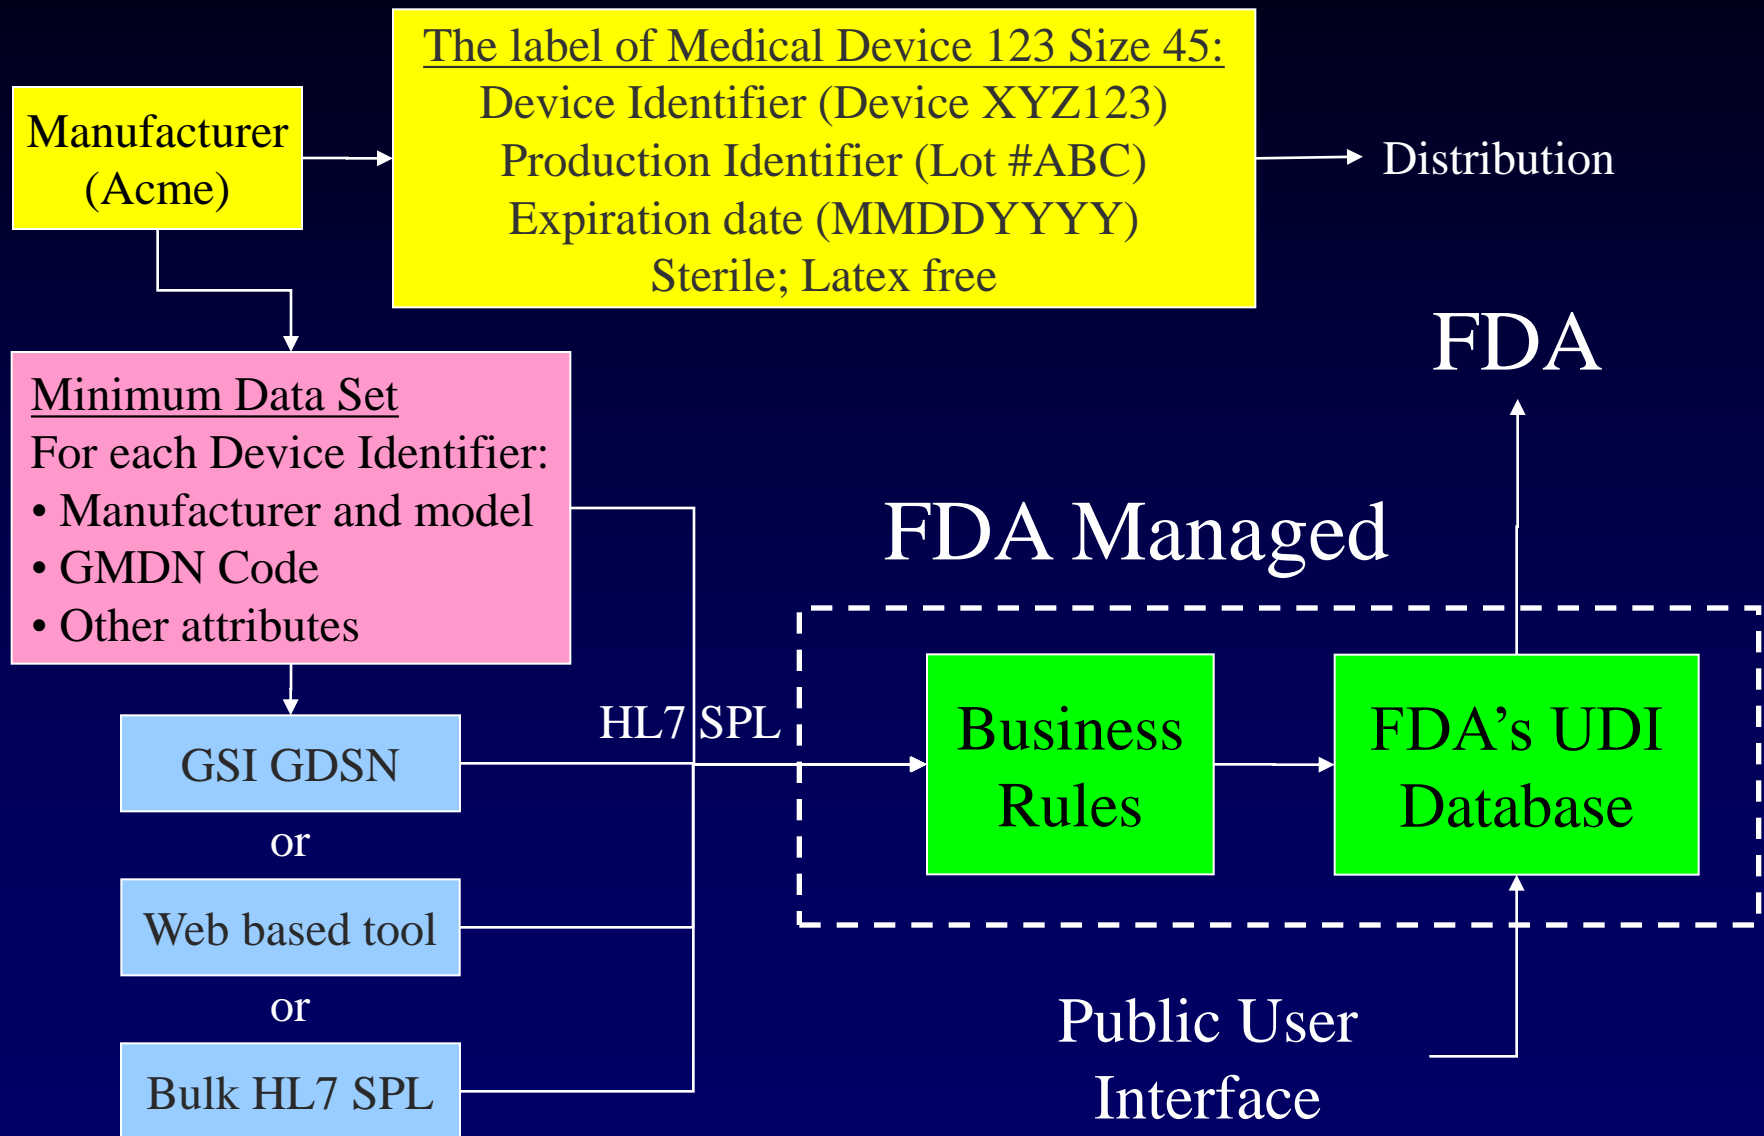 The label of Medical Device 123 Size 45:
Device Identifier (Device XYZ123)
Production Identifier (Lot #ABC)
Expiration date (MMDDYYYY)
Sterile; Latex free
Manufacturer
(Acme)
Distribution
FDA
Minimum Data Set
For each Device Identifier:
• Manufacturer and model
• GMDN Code
• Other attributes
FDA Managed
HL7 SPL
Business
Rules
FDA’s UDI
Database
GSI GDSN
or
Web based tool
or
Bulk HL7 SPL
Public User
Interface